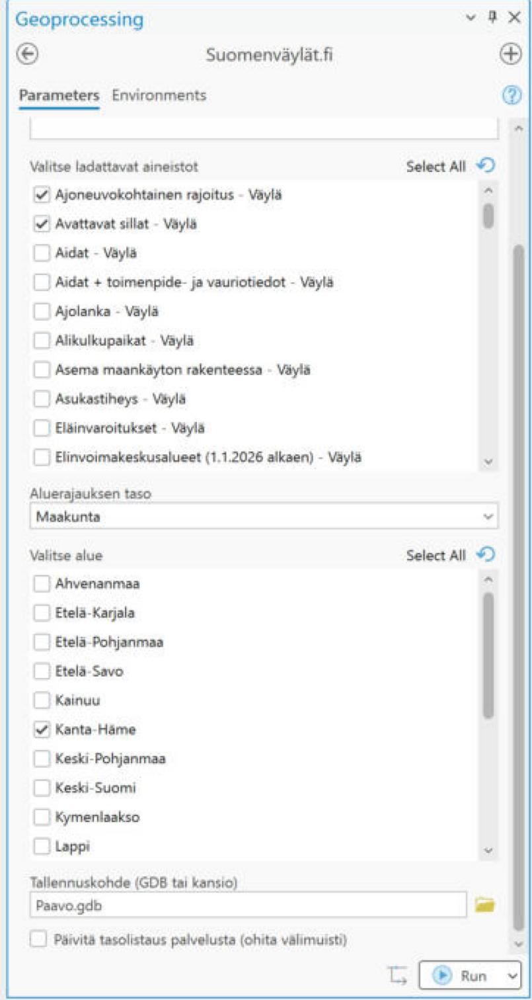 Geoprocessing
Suomenväylät.fi
Parameters Environments
Valitse ladattavat aineistot Select All
Ajoneuvokohtainen rajoitus - Väylä
Avattavat sillat - Väylä
Aidat - Väylä
Aidat + toimenpide- ja vauriotiedot - Väylä
Ajolanka - Väylä
Alikulkupaikat - Väylä
Asema maankäyton rakenteessa - Väylä
Asukastiheys - Väylä
Eläinvaroitukset - Väylä
Elinvoimakeskusalueet (1.1.2026 alkaen) - Väylä
Aluerajauksen taso
Maakunta
Valitse alue Select All
Ahvenanmaa
Etelä-Karjala
Etelä-Pohjanmaa
Etelä-Savo
Kainuu
Kanta-Häme
Keski-Pohjanmaa
Keski-Suomi
Kymenlaakso
Lappi
Tallennuskohde (GDB tai kansio)
Paavo.gdb
Päivitä tasolistaus palvelusta (ohita välimuisti)
Run